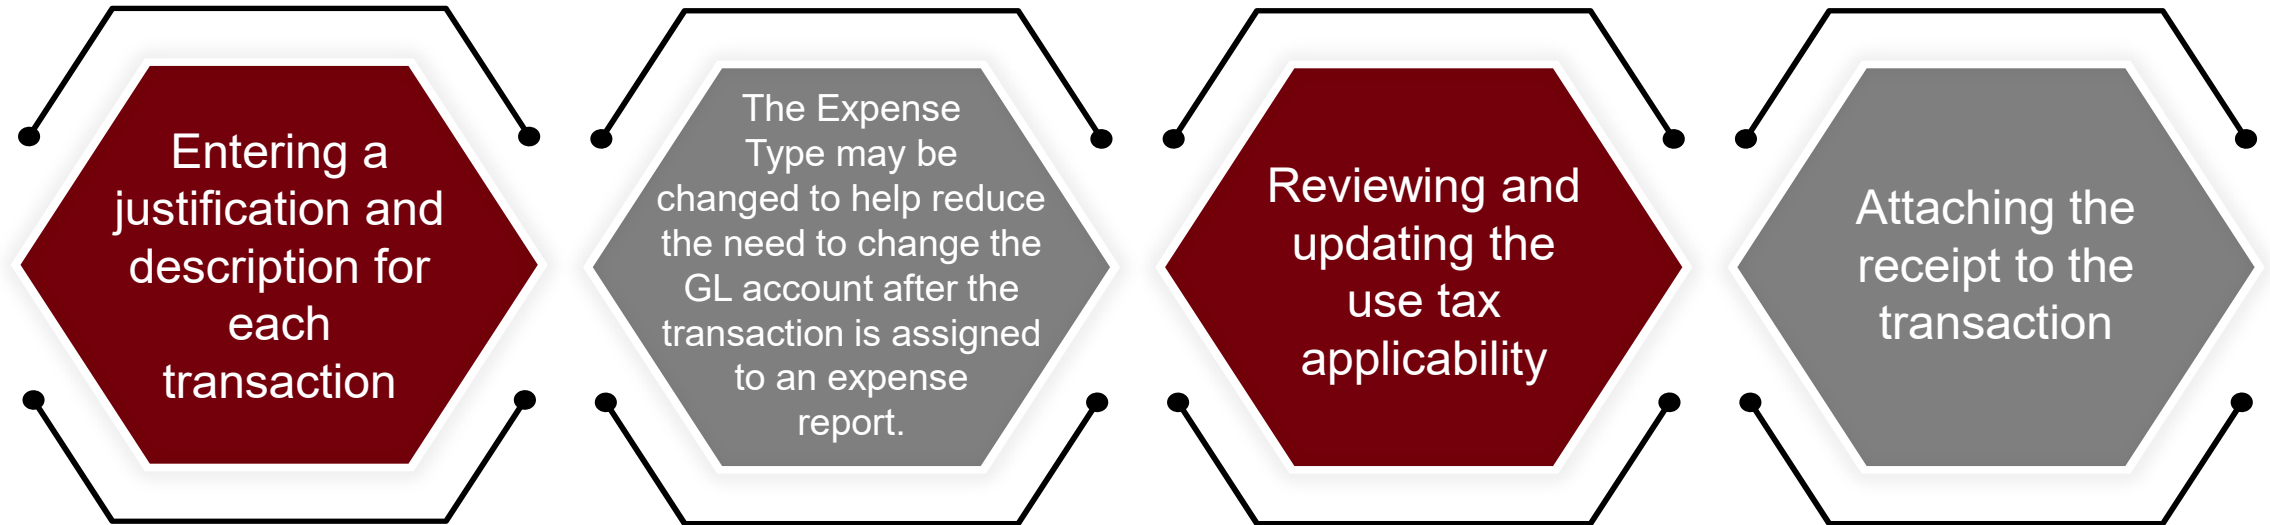 Entering a
justification and
description for
each
transaction
The Expense
Type may be
changed to help reduce
the need to change the
GL account after the
transaction is assigned
to an expense
report.
Reviewing and
updating the
use tax
applicability
Attaching the
receipt to the
transaction